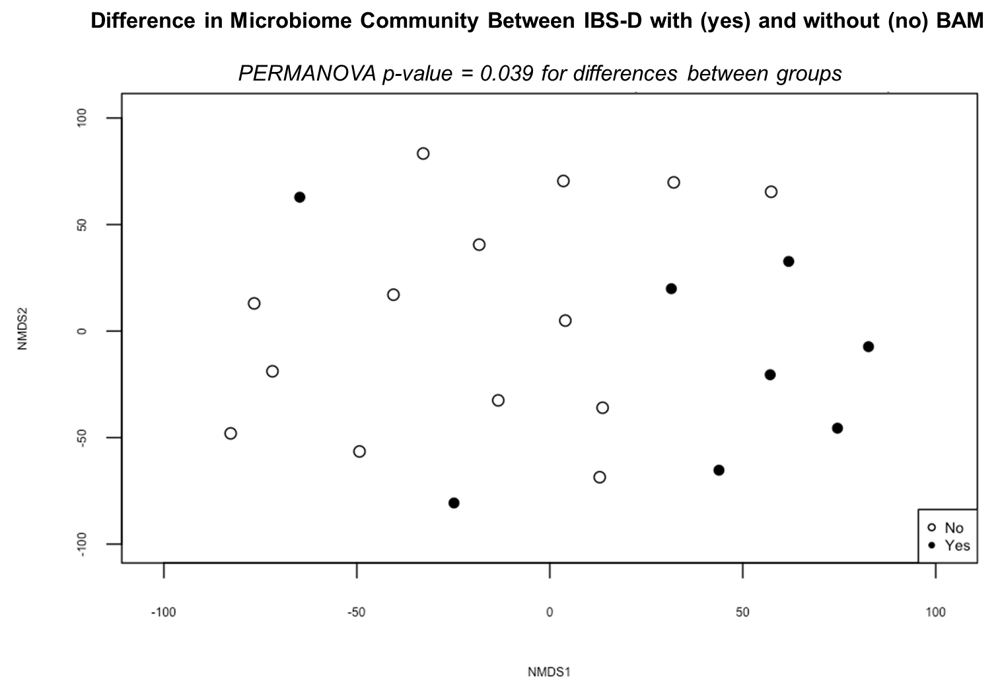 Difference in Microbiome Community Between IBS-D with (yes) and without (no) BAM
PERMANOVA p-value = 0.039 for differences between groups
100
50
0
-50
-100
NMDS2
No
Yes
-100
-50
0
50
100
NMDS1